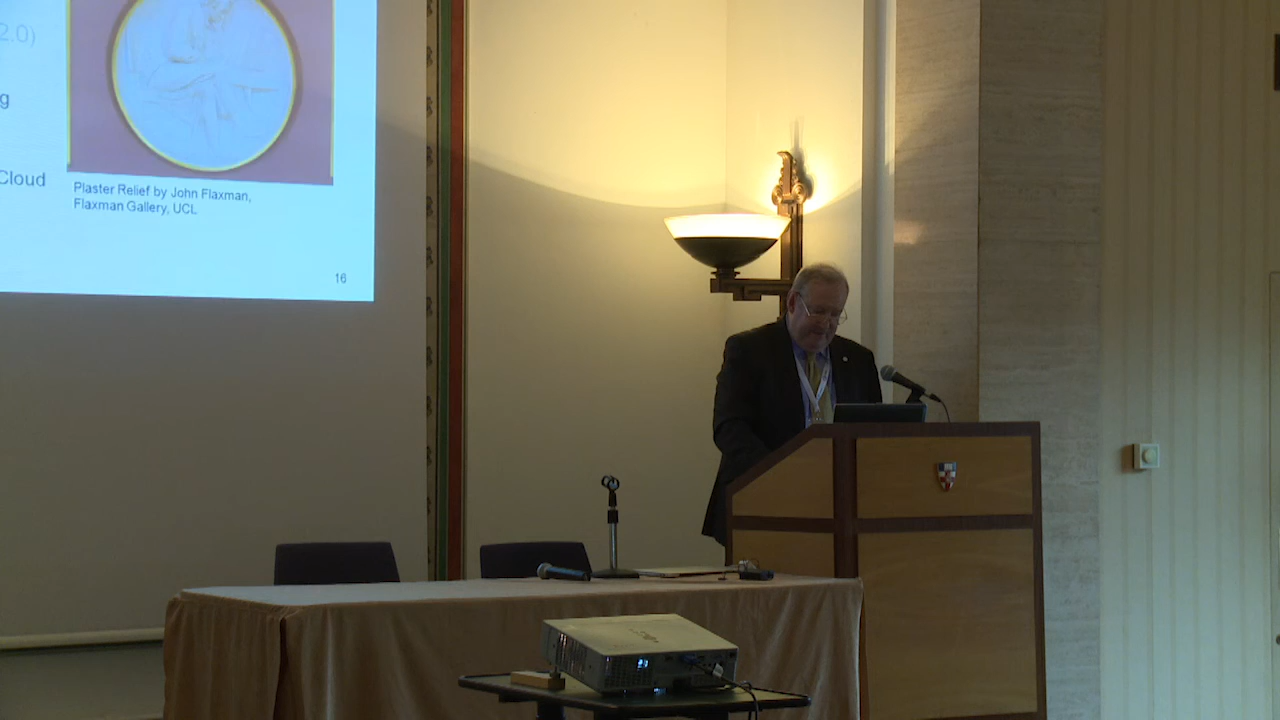 2.0)
g
Cloud
Plaster Relief by John Flaxman,
Flaxman Gallery, UCL
16